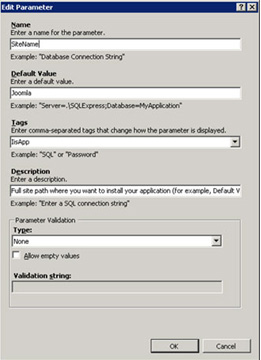 Edit Parameter
Name
Enter a name for the parameter.
SiteName
Example: "Database Connection String"
Default Value
Enter a default value.
Joomla
Example: "Server=.\SQLExpress;Database=MyApplication"
Tags
Enter comma-separated tags that change how the parameter is displayed.
IisApp
Example: "SQL" or "Password"
Description
Enter a description.
Full site path where you want to install your application (for example, Default W
Example: "Enter a SQL connection string"
Parameter Validation
Type:
None
Allow empty values
Validation string:
OK Cancel